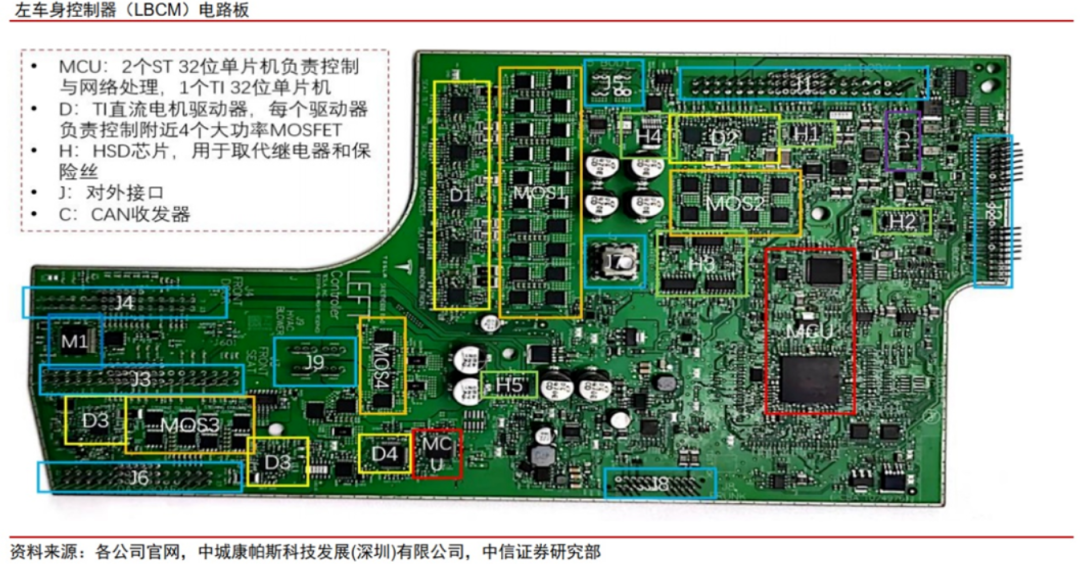 左车身控制器（LBCM）电路板
• MCU：2个ST 32位单片机负责控制
与网络处理，1个TI 32位单片机
• D：TI直流电机驱动器，每个驱动器
负责控制附近4个大功率MOSFET
• H：HSD芯片，用于取代继电器和保
险丝
• J：对外接口
• C：CAN收发器
J5
J1
H4
D2
H1
C1
D1
MOS1
MOS2
H2
H3
MCU
J4
M1
J9
MOS4
J3
H5
D3
MOS3
D3
D4
MC
U
J6
J8
LEFT
Controller
FRONT
SEAT
资料来源：各公司官网，中城康帕斯科技发展(深圳)有限公司，中信证券研究部